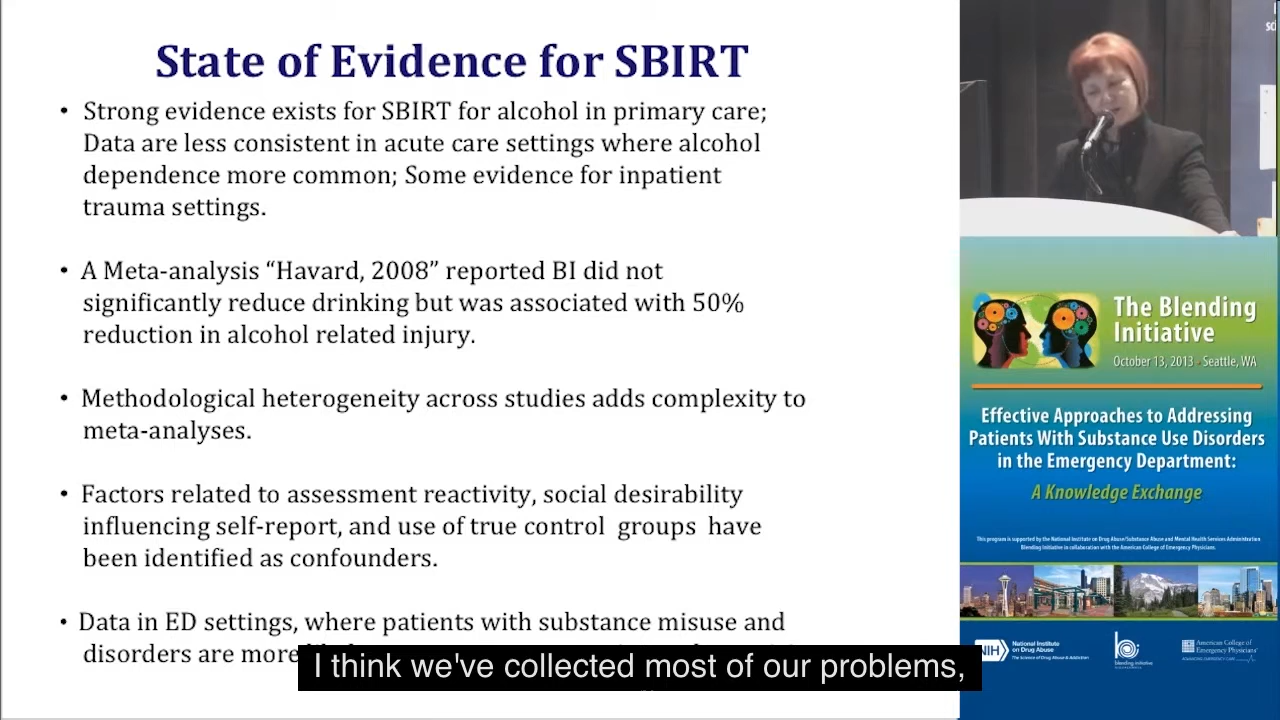 State of Evidence for SBIRT
• Strong evidence exists for SBIRT for alcohol in primary care;
Data are less consistent in acute care settings where alcohol
dependence more common; Some evidence for inpatient
trauma settings.
• A Meta-analysis “Havard, 2008” reported BI did not
significantly reduce drinking but was associated with 50%
reduction in alcohol related injury.
• Methodological heterogeneity across studies adds complexity to
meta-analyses.
• Factors related to assessment reactivity, social desirability
influencing self-report, and use of true control groups have
been identified as confounders.
• Data in ED settings, where patients with substance misuse and
disorders are more
I think we've collected most of our problems,
The Blending
Initiative
October 13, 2013 - Seattle, WA
Effective Approaches to Addressing
Patients With Substance Use Disorders
in the Emergency Department:
A Knowledge Exchange
This program is supported by the National Institute on Drug Abuse/Substance Abuse and Mental Health Services Administration
Blending Initiative in collaboration with the American College of Emergency Physicians.
NIH
National Institute
on Drug Abuse
The Science of Drug Abuse & Addiction
blending initiative
American College of
Emergency Physicians